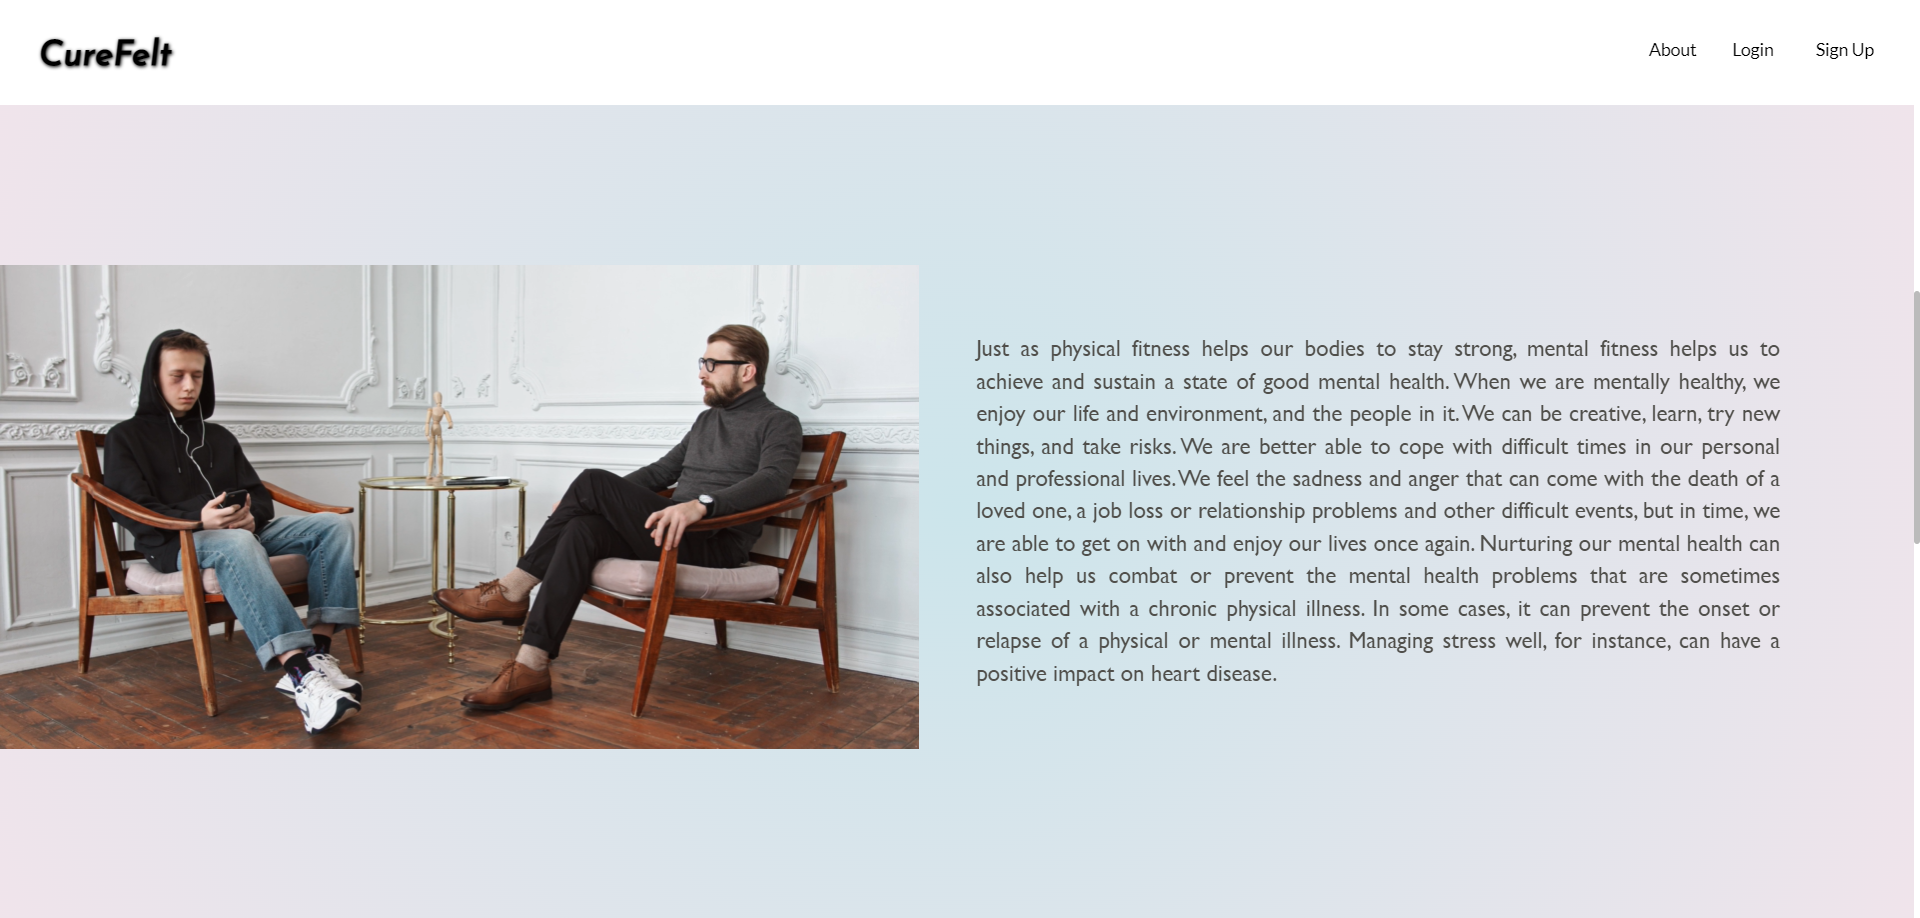 CureFelt
About
Login
Sign Up
Just as physical fitness helps our bodies to stay strong, mental fitness helps us to
achieve and sustain a state of good mental health. When we are mentally healthy, we
enjoy our life and environment, and the people in it. We can be creative, learn, try new
things, and take risks. We are better able to cope with difficult times in our personal
and professional lives. We feel the sadness and anger that can come with the death of a
loved one, a job loss or relationship problems and other difficult events, but in time, we
are able to get on with and enjoy our lives once again. Nurturing our mental health can
also help us combat or prevent the mental health problems that are sometimes
associated with a chronic physical illness. In some cases, it can prevent the onset or
relapse of a physical or mental illness. Managing stress well, for instance, can have a
positive impact on heart disease.